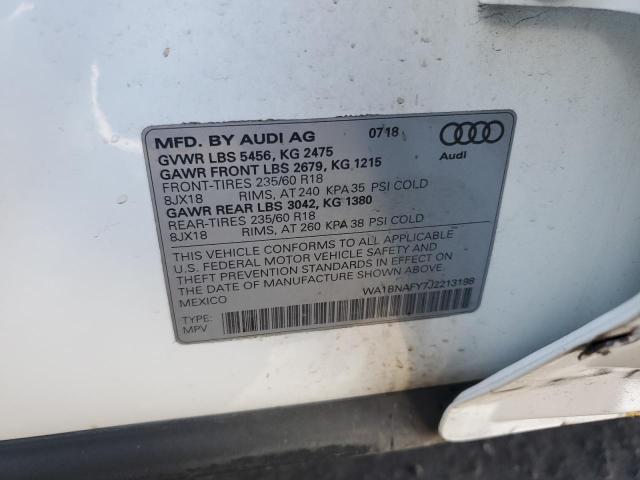 MFD. BY AUDI AG 0718
GVWR LBS 5456, KG 2475
GAWR FRONT LBS 2679, KG 1215
FRONT-TIRES 235/60 R18
8JX18 RIMS, AT 240 KPA 35 PSI COLD
GAWR REAR LBS 3042, KG 1380
REAR-TIRES 235/60 R18
8JX18 RIMS, AT 260 KPA 38 PSI COLD
Audi
THIS VEHICLE CONFORMS TO ALL APPLICABLE
U.S. FEDERAL MOTOR VEHICLE SAFETY AND
THEFT PREVENTION STANDARDS IN EFFECT ON
THE DATE OF MANUFACTURE SHOWN ABOVE.
MEXICO
WA1BNAFY7J2213198
TYPE:
MPV